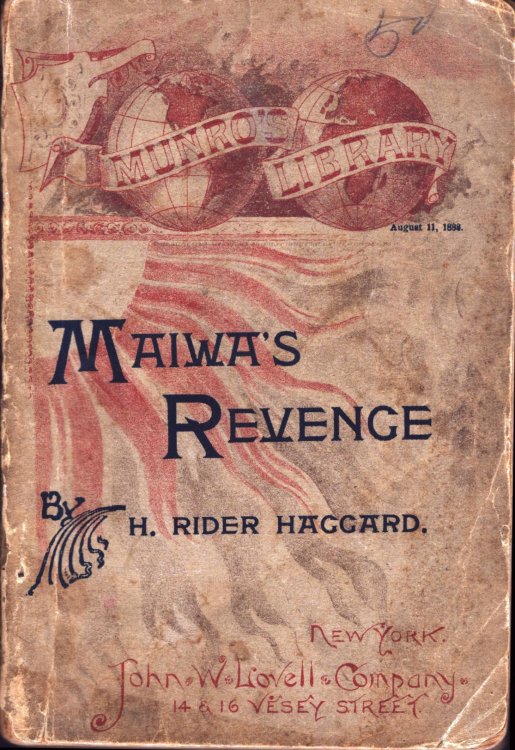 MUNRO'S
LIBRARY
August 11, 1888.
MAIWA'S
REVENGE
BY
H. RIDER HAGGARD.
NEW YORK.
John W. Lovell Company.
14 & 16 VESEY STREET.